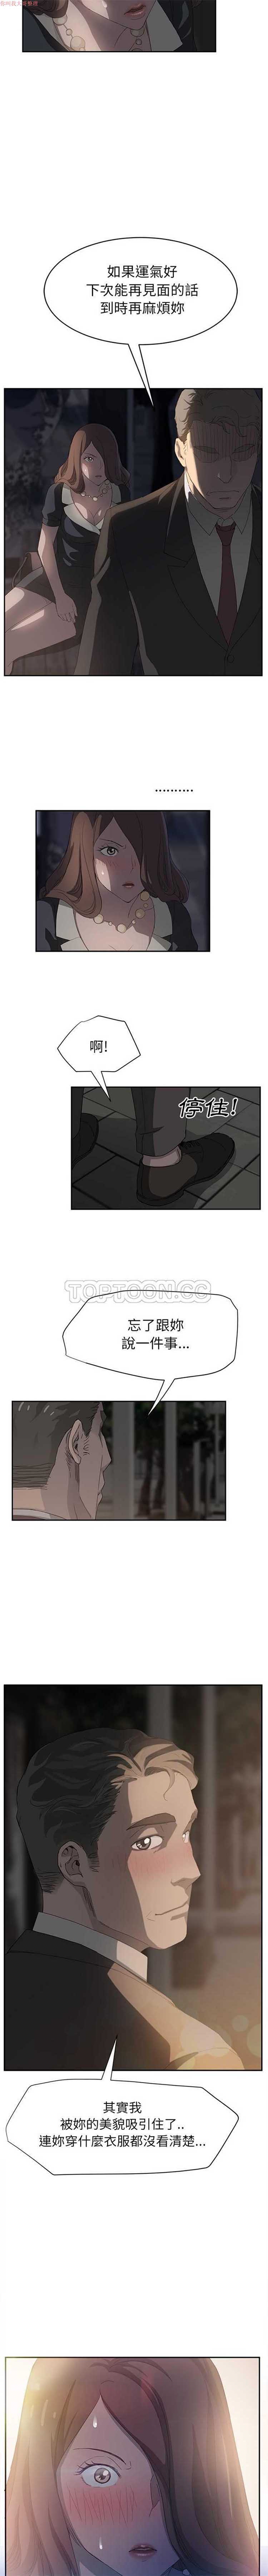 如果運氣好
下次能再見面的話
到時再麻煩妳
..........
啊!
停住!
TOPTOON.CC
忘了跟妳
說一件事...
其實我
被妳的美貌吸引住了..
連妳穿什麼衣服都沒看清楚...